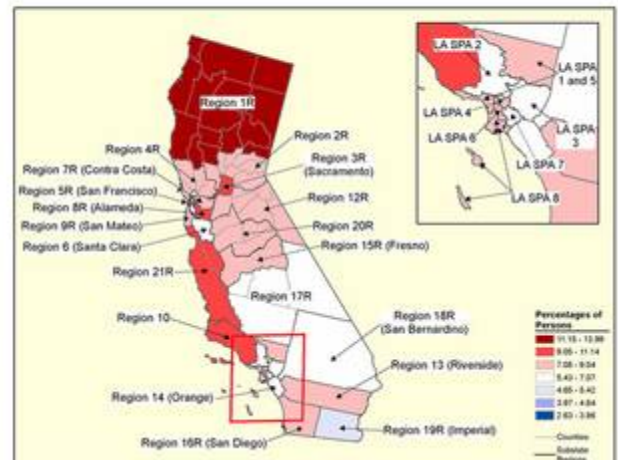 Region 1R
Region 4R
Region 7R (Contra Costa)
Region 5R (San Francisco)
Region 8R (Alameda)
Region 9R (San Mateo)
Region 6 (Santa Clara)
Region 21R
Region 10
Region 14 (Orange)
Region 16R (San Diego)
Region 2R
Region 3R
(Sacramento)
Region 12R
Region 20R
Region 15R (Fresno)
Region 17R
Region 18R
(San Bernardino)
Region 13 (Riverside)
Region 19R (Imperial)
LA SPA 2
LA SPA
1 and 5
LA SPA 4
LA SPA 6
LA SPA
3
LA SPA 7
LA SPA 8
Percentages of
Persons
11.15 - 13.98
9.05 - 11.14
7.08 - 9.04
5.43 - 7.07
4.65 - 5.42
3.97 - 4.64
2.63 - 3.96
Counties
Substate
Regions